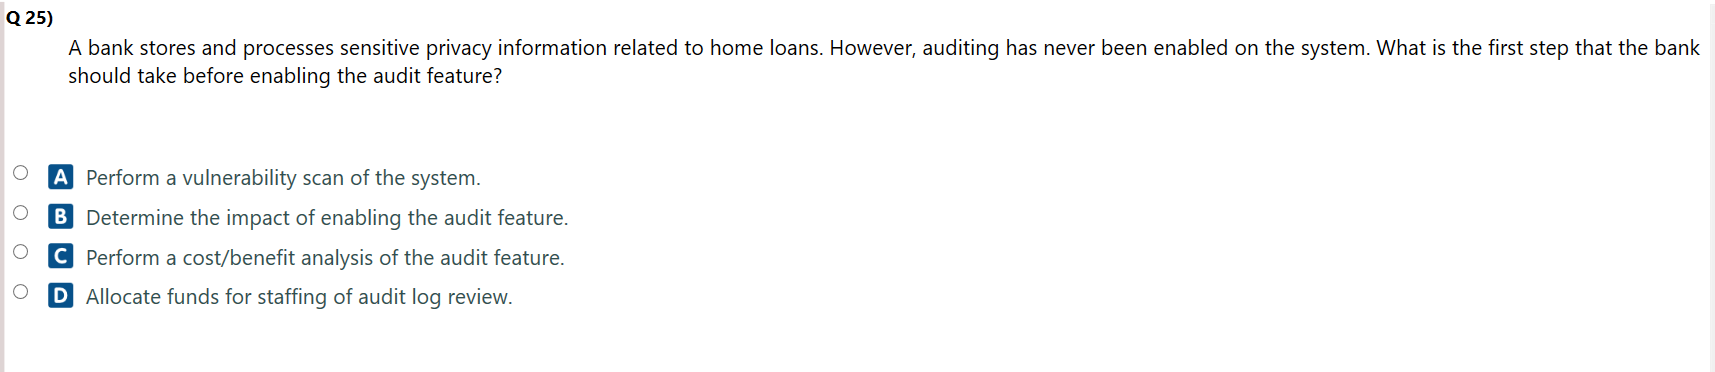 Q 25)
A bank stores and processes sensitive privacy information related to home loans. However, auditing has never been enabled on the system. What is the first step that the bank
should take before enabling the audit feature?
A Perform a vulnerability scan of the system.
B Determine the impact of enabling the audit feature.
C Perform a cost/benefit analysis of the audit feature.
D Allocate funds for staffing of audit log review.